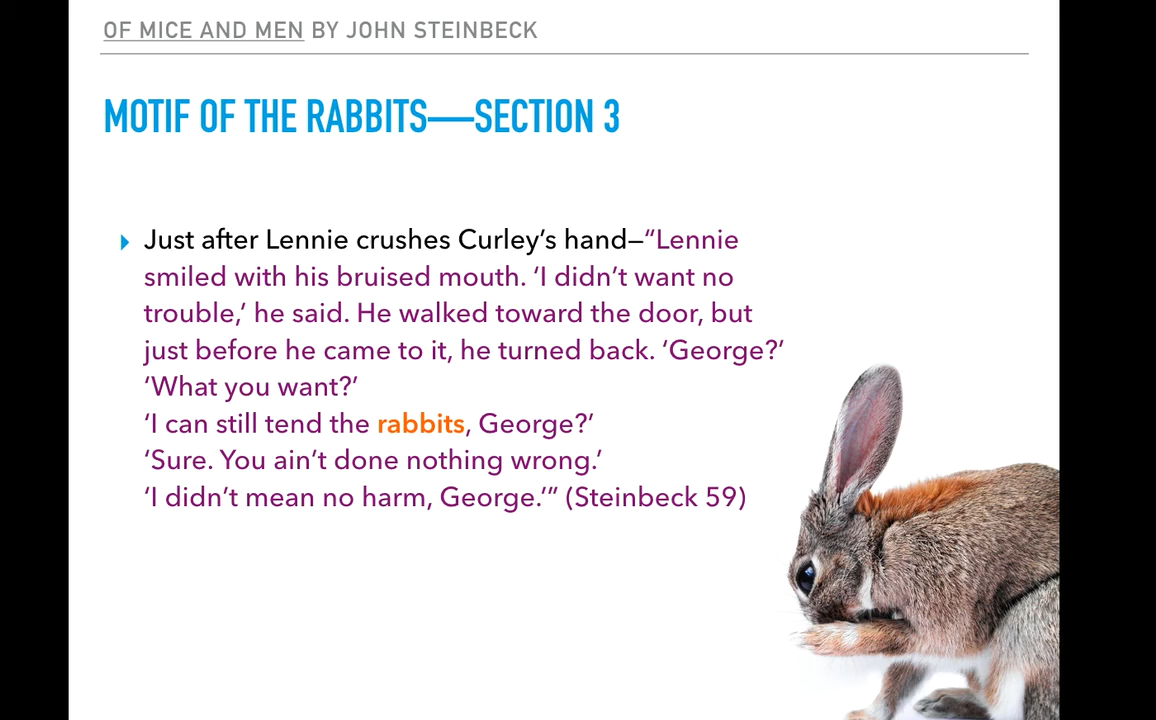 OF MICE AND MEN BY JOHN STEINBECK
MOTIF OF THE RABBITS—SECTION 3
Just after Lennie crushes Curley’s hand—“Lennie
smiled with his bruised mouth. ‘I didn’t want no
trouble,’ he said. He walked toward the door, but
just before he came to it, he turned back. ‘George?’
‘What you want?’
‘I can still tend the rabbits, George?’
‘Sure. You ain’t done nothing wrong.’
‘I didn’t mean no harm, George.’” (Steinbeck 59)